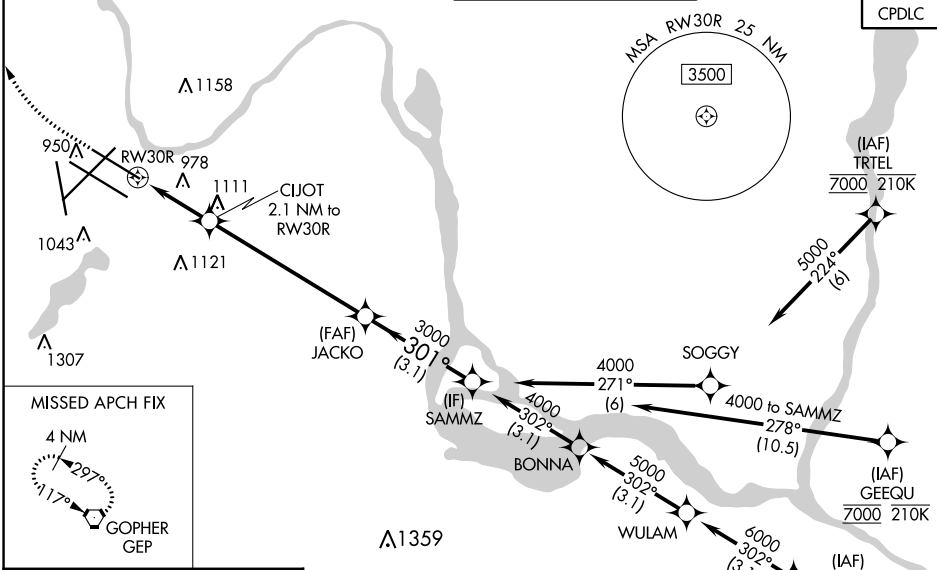 CPDLC
MSA RW30R 25 NM
3500
1158
950
RW30R
978
1111
CIJOT
2.1 NM to
RW30R
1043
1121
1307
(IAF)
TRTEL
7000 210K
5000
224°
(6)
(FAF)
JACKO
3000
301°
(3.1)
(IF)
SAMMZ
SOGGY
4000
271°
(6)
4000 to SAMMZ
278°
(10.5)
4000
302°
(3.1)
BONNA
(IAF)
GEEQU
7000 210K
5000
302°
(3.1)
WULAM
6000
302°
(IAF)
1359
MISSED APCH FIX
4 NM
297°
117°
GOPHER
GEP